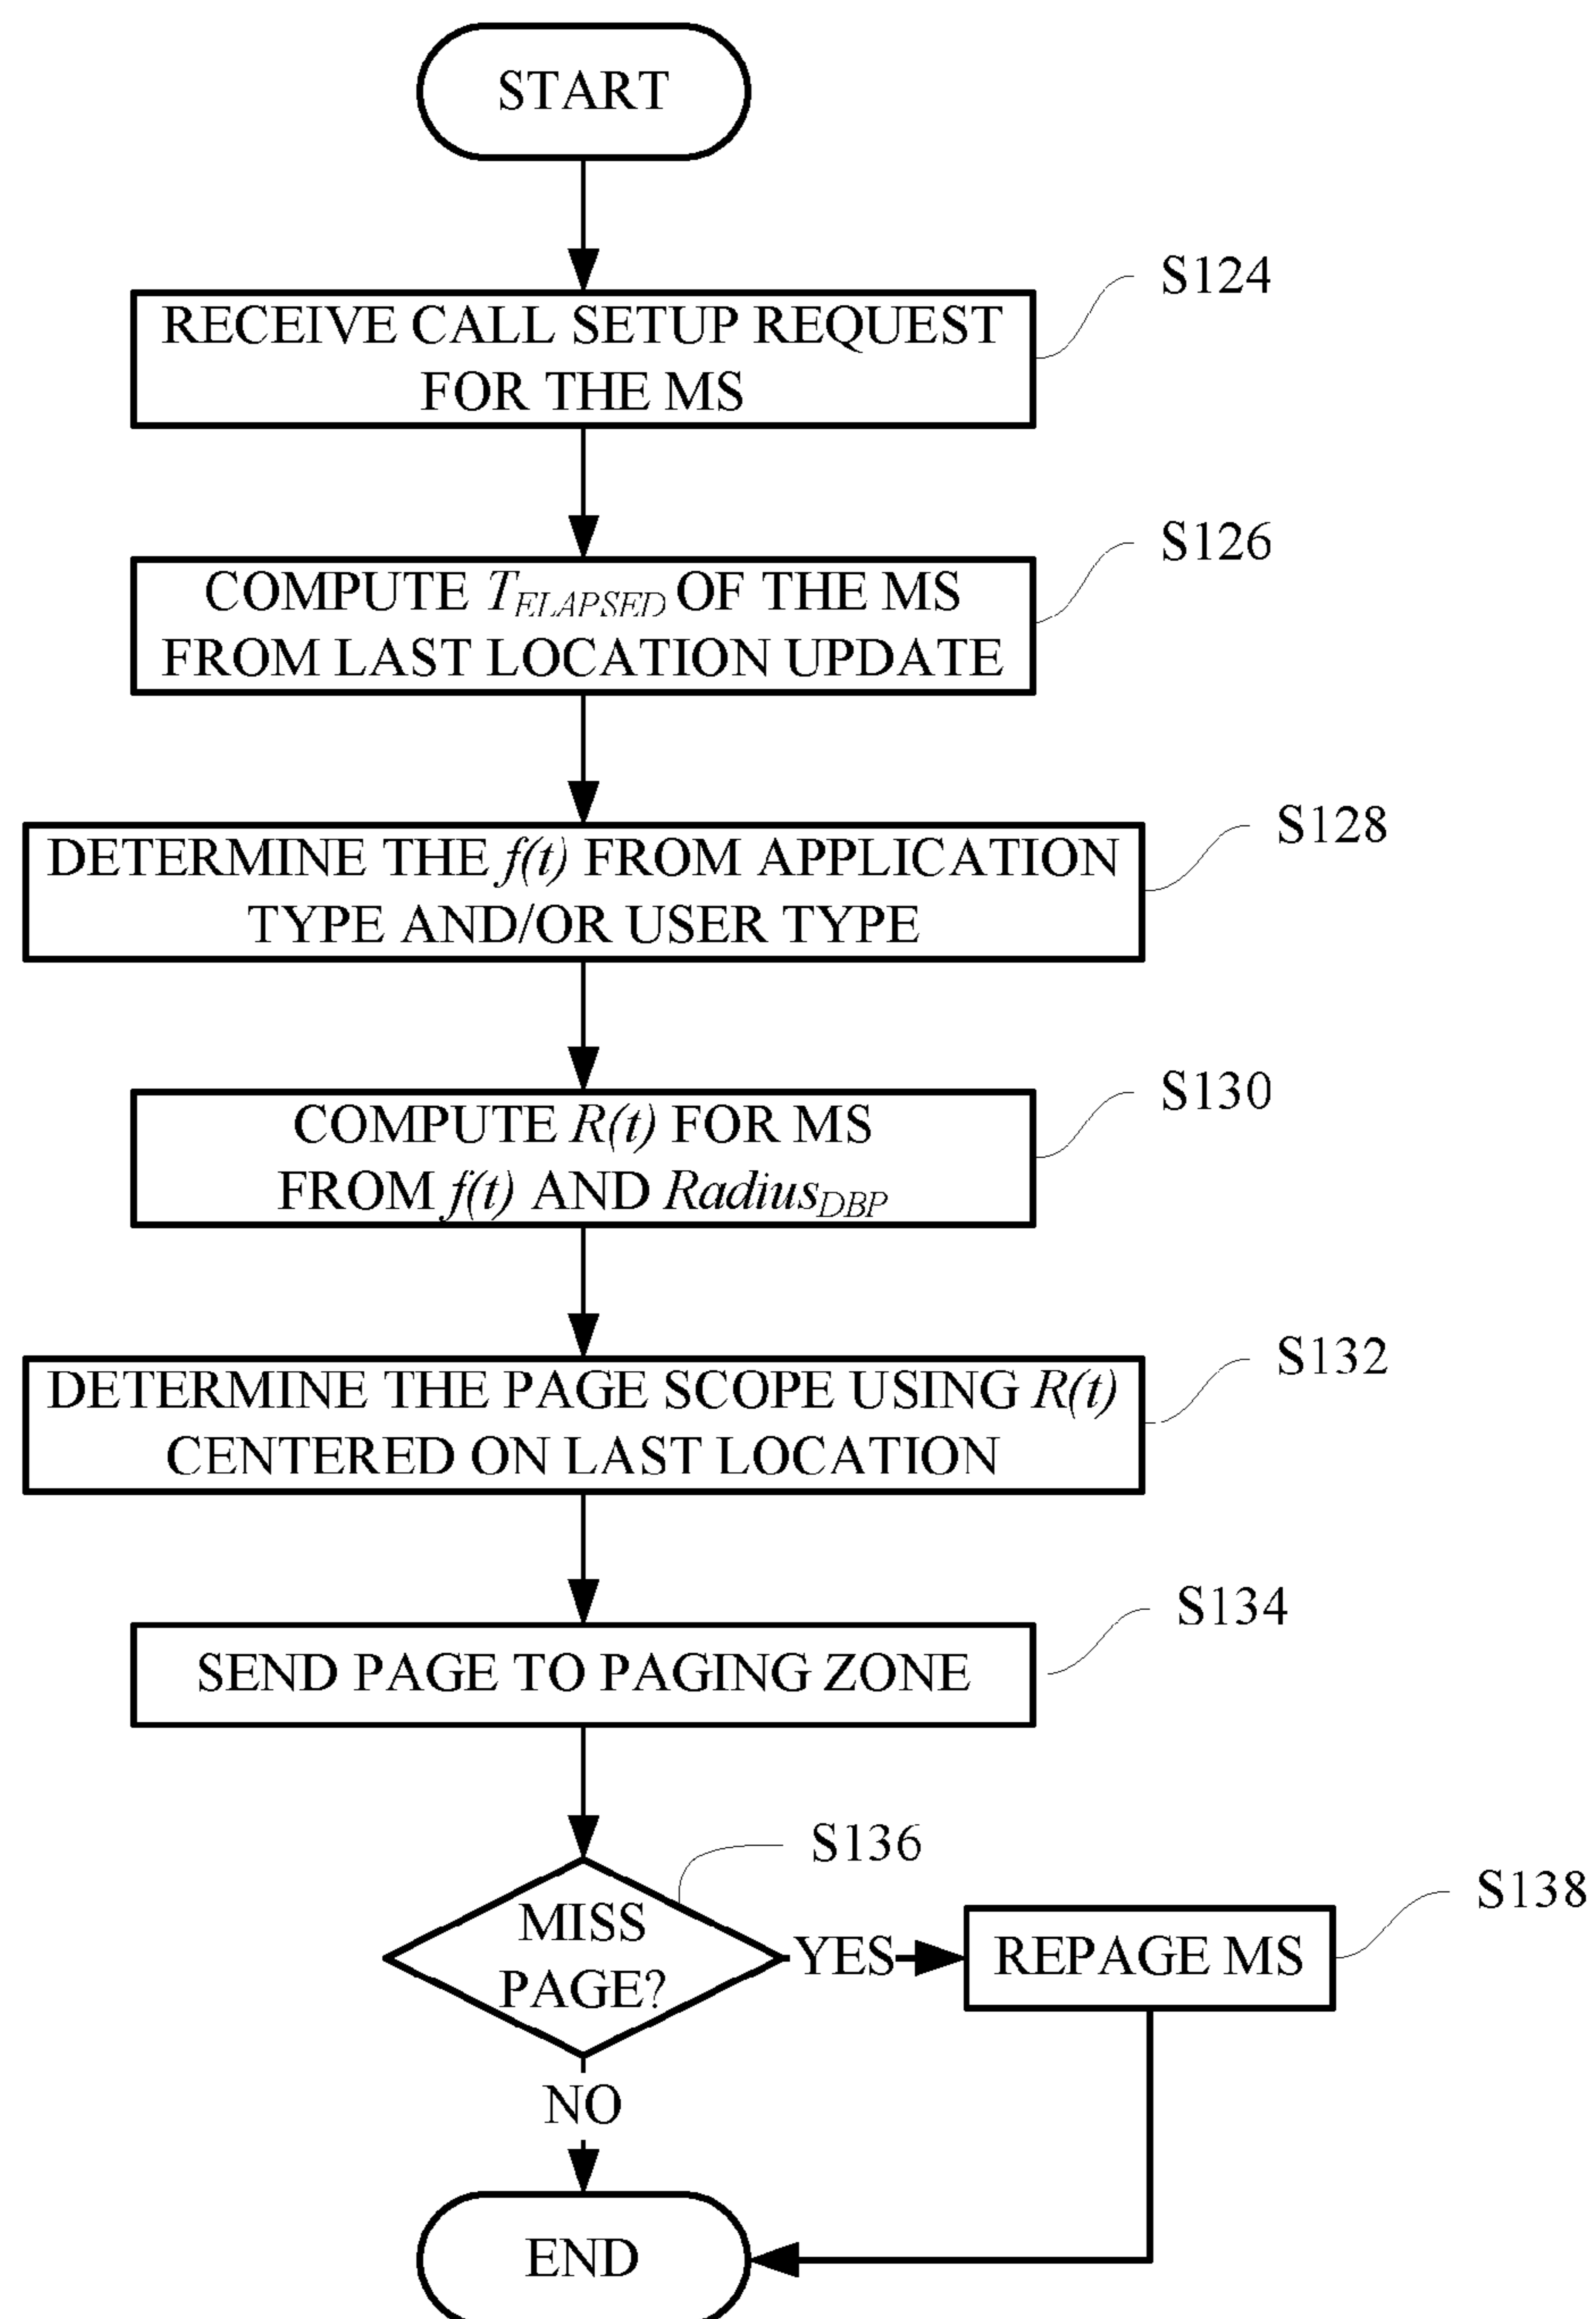 START
S124
RECEIVE CALL SETUP REQUEST
FOR THE MS
S126
COMPUTE T_ELAPSED OF THE MS
FROM LAST LOCATION UPDATE
S128
DETERMINE THE f(t) FROM APPLICATION
TYPE AND/OR USER TYPE
S130
COMPUTE R(t) FOR MS
FROM f(t) AND Radius_DBP
S132
DETERMINE THE PAGE SCOPE USING R(t)
CENTERED ON LAST LOCATION
S134
SEND PAGE TO PAGING ZONE
S136
MISS
PAGE?
YES
S138
REPAGE MS
NO
END